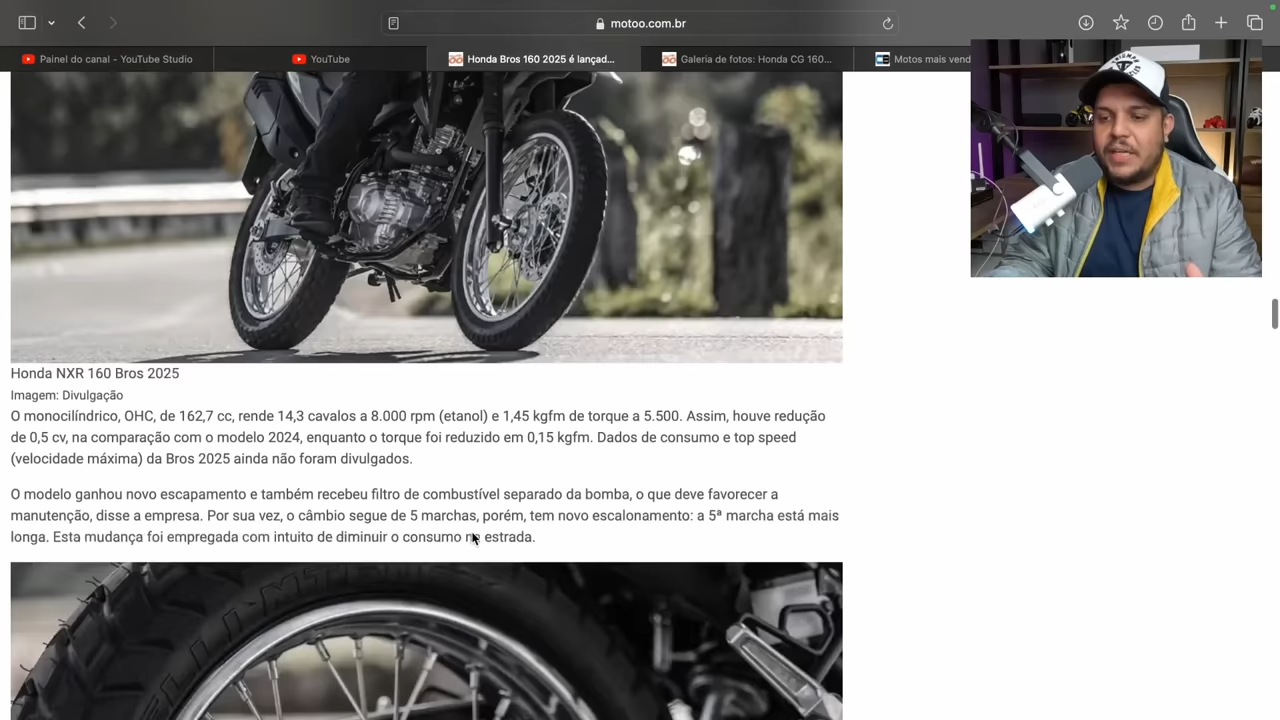 motoo.com.br
Painel do canal - YouTube Studio
YouTube
Honda Bros 160 2025 é lançad...
Galeria de fotos: Honda CG 160...
Motos mais vend
Honda NXR 160 Bros 2025
Imagem: Divulgação
O monocilíndrico, OHC, de 162,7 cc, rende 14,3 cavalos a 8.000 rpm (etanol) e 1,45 kgfm de torque a 5.500. Assim, houve redução
de 0,5 cv, na comparação com o modelo 2024, enquanto o torque foi reduzido em 0,15 kgfm. Dados de consumo e top speed
(velocidade máxima) da Bros 2025 ainda não foram divulgados.
O modelo ganhou novo escapamento e também recebeu filtro de combustível separado da bomba, o que deve favorecer a
manutenção, disse a empresa. Por sua vez, o câmbio segue de 5 marchas, porém, tem novo escalonamento: a 5ª marcha está mais
longa. Esta mudança foi empregada com intuito de diminuir o consumo na estrada.